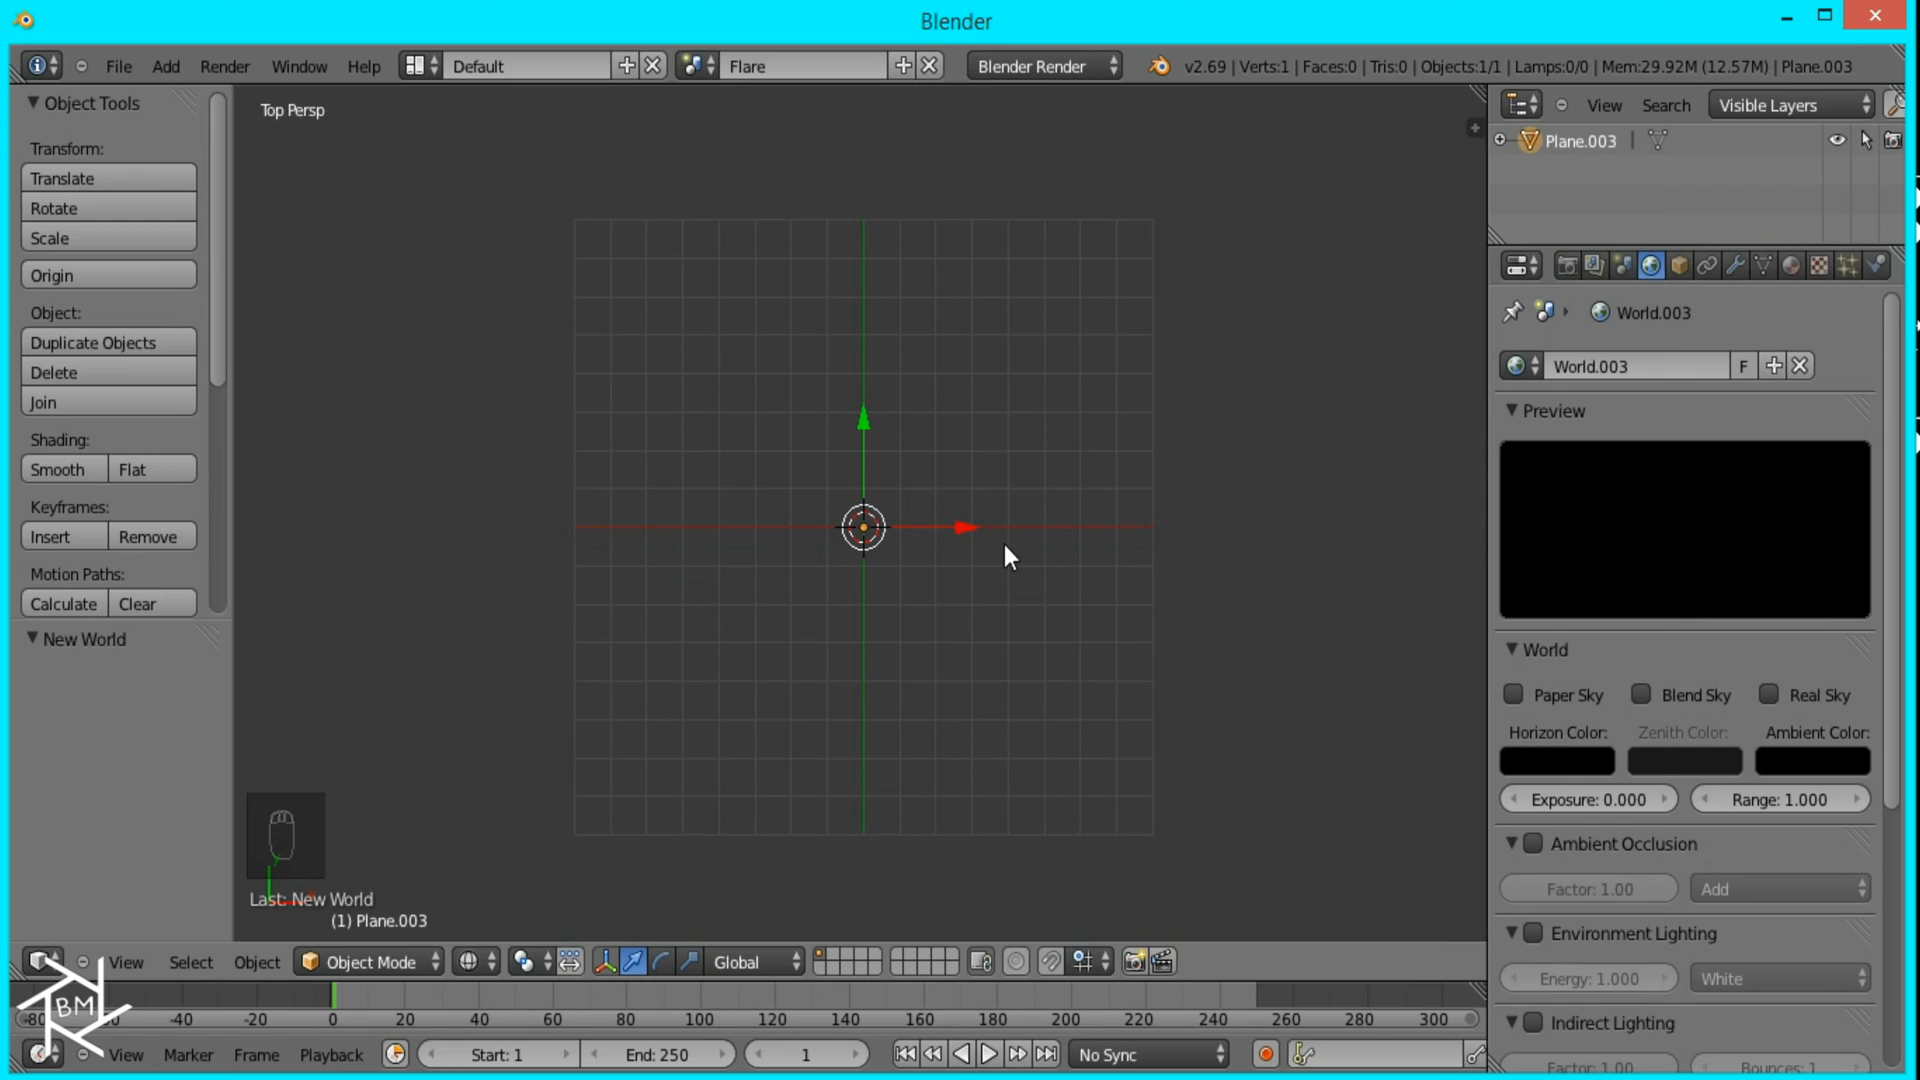 Blender
File Add Render Window Help Default Flare Blender Render v2.69 | Verts:1 | Faces:0 | Tris:0 | Objects:1/1 | Lamps:0/0 | Mem:29.92M (12.57M) | Plane.003
Object Tools
Transform:
Translate
Rotate
Scale
Origin
Object:
Duplicate Objects
Delete
Join
Shading:
Smooth Flat
Keyframes:
Insert Remove
Motion Paths:
Calculate Clear
New World
Top Persp
Last: New World
(1) Plane.003
View Search Visible Layers
Plane.003
World.003
World.003 F
Preview
World
Paper Sky Blend Sky Real Sky
Horizon Color: Zenith Color: Ambient Color:
Exposure: 0.000 Range: 1.000
Ambient Occlusion
Factor: 1.00 Add
Environment Lighting
Energy: 1.000 White
Indirect Lighting
Factor: 1.00 Bounces: 1
View Select Object Object Mode Global
BM
-40 -20 0 20 40 60 80 100 120 140 160 180 200 220 240 260 280 300
View Marker Frame Playback Start: 1 End: 250 1 No Sync